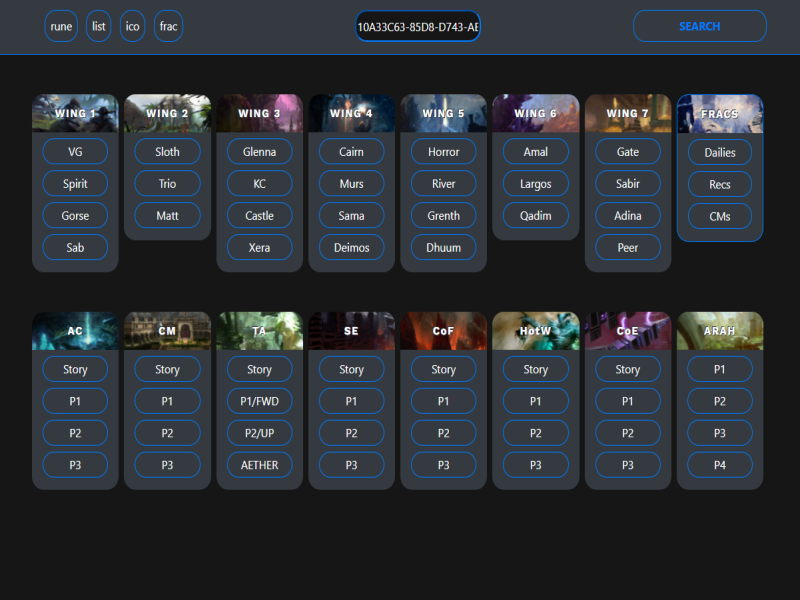 rune list ico frac 10A33C63-85D8-D743-AE SEARCH
WING 1 WING 2 WING 3 WING 4 WING 5 WING 6 WING 7 FRACS
VG Sloth Glenna Cairn Horror Amal Gate Dailies
Spirit Trio KC Murs River Largos Sabir Recs
Gorse Matt Castle Sama Grenth Qadim Adina CMs
Sab Xera Deimos Dhuum Peer
AC CM TA SE CoF HotW CoE ARAH
Story Story Story Story Story Story Story P1
P1 P1 P1/FWD P1 P1 P1 P1 P2
P2 P2 P2/UP P2 P2 P2 P2 P3
P3 P3 AETHER P3 P3 P3 P3 P4